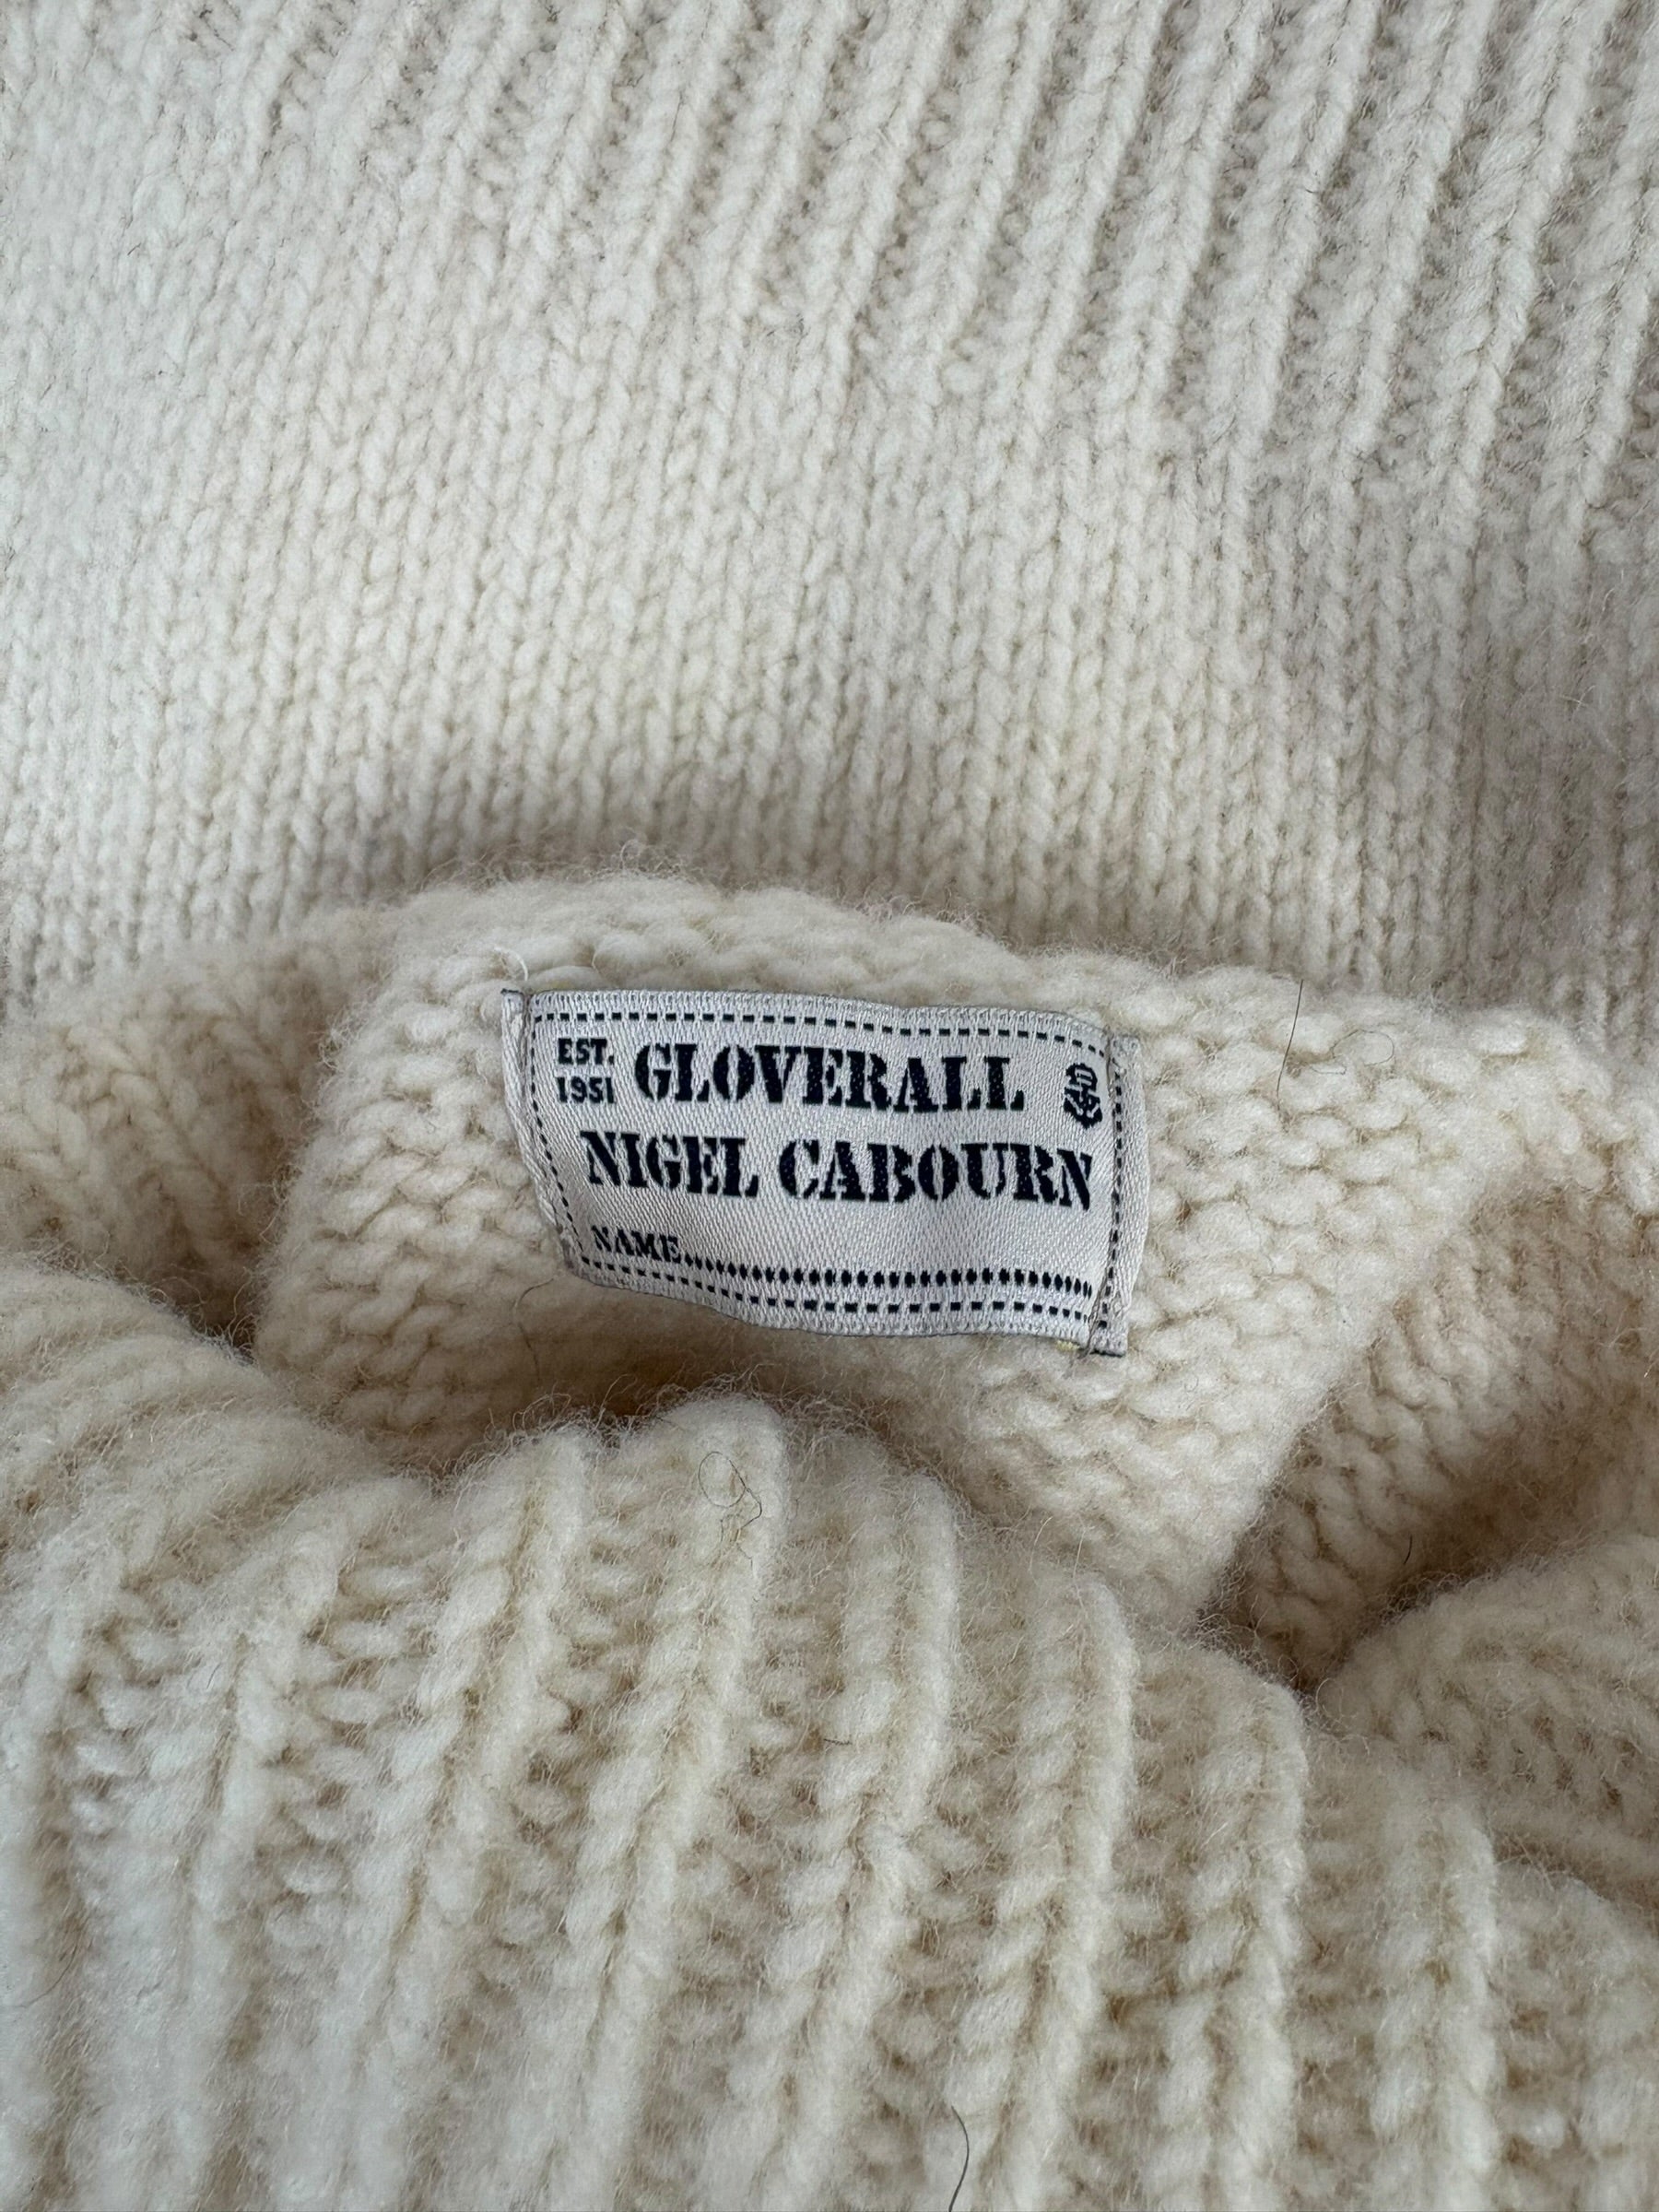 EST. 1951 GLOVERALL
NIGEL CABOURN
NAME..............................